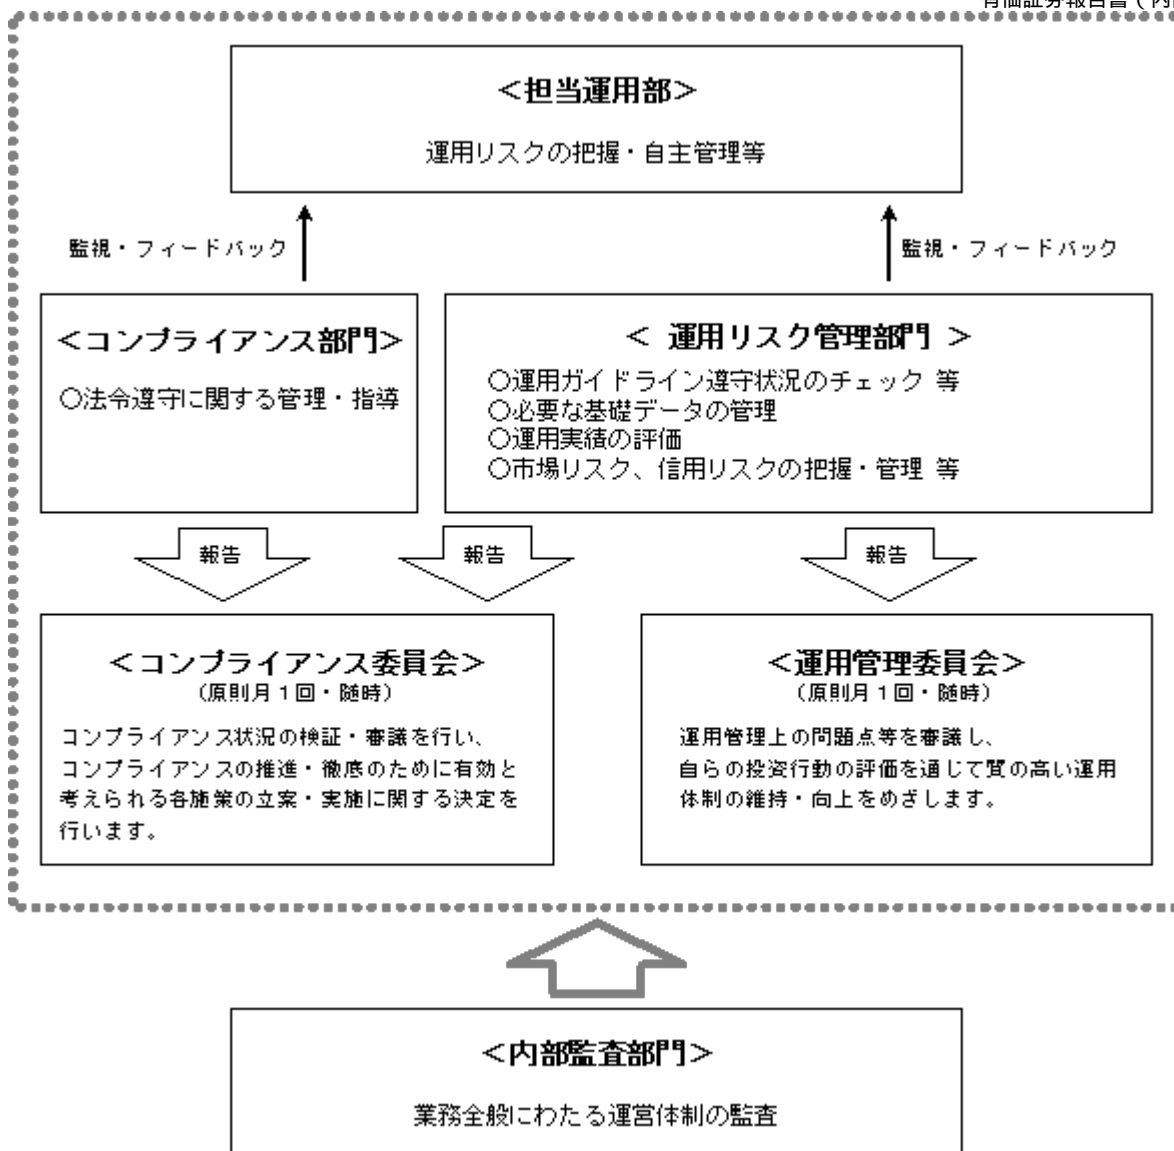 有価証券報告書（内
＜担当運用部＞
運用リスクの把握・自主管理等
監視・フィードバック
監視・フィードバック
＜コンプライアンス部門＞
○法令遵守に関する管理・指導
＜ 運用リスク管理部門 ＞
○運用ガイドライン遵守状況のチェック 等
○必要な基礎データの管理
○運用実績の評価
○市場リスク、信用リスクの把握・管理 等
報告
報告
報告
＜コンプライアンス委員会＞
（原則月１回・随時）
コンプライアンス状況の検証・審議を行い、
コンプライアンスの推進・徹底のために有効と
考えられる各施策の立案・実施に関する決定を
行います。
＜運用管理委員会＞
（原則月１回・随時）
運用管理上の問題点等を審議し、
自らの投資行動の評価を通じて質の高い運用
体制の維持・向上をめざします。
＜内部監査部門＞
業務全般にわたる運営体制の監査